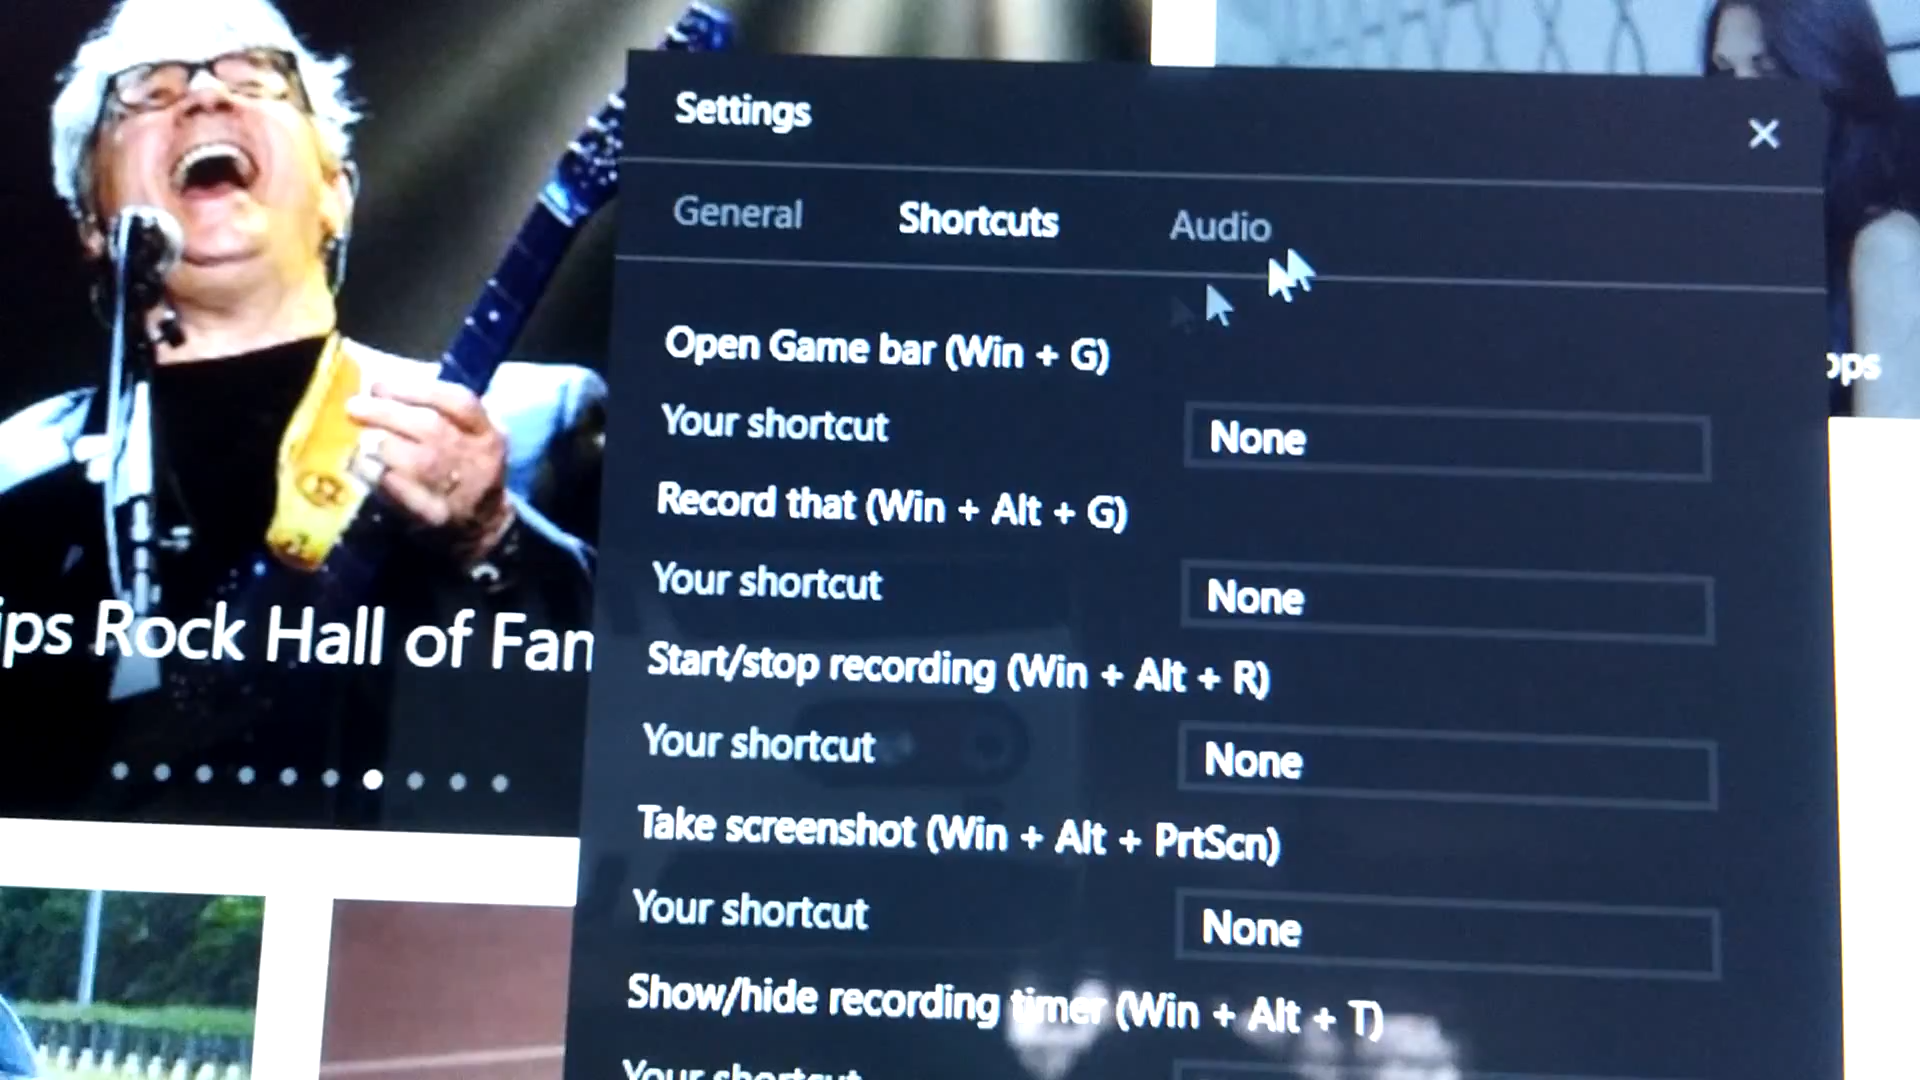 Settings
General Shortcuts Audio
Open Game bar (Win + G)
Your shortcut None
Record that (Win + Alt + G)
Your shortcut None
Start/stop recording (Win + Alt + R)
Your shortcut None
Take screenshot (Win + Alt + PrtScn)
Your shortcut None
Show/hide recording timer (Win + Alt + T)
Your shortcut
Rock Hall of